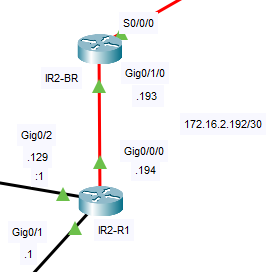 S0/0/0
IR2-BR
Gig0/1/0
.193
172.16.2.192/30
Gig0/2
.129
:1
Gig0/0/0
.194
IR2-R1
Gig0/1
.1